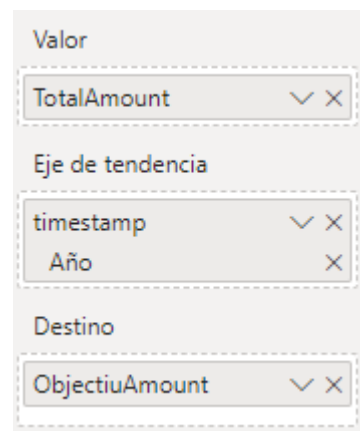 Valor
TotalAmount
Eje de tendencia
timestamp
Año
Destino
ObjectiuAmount